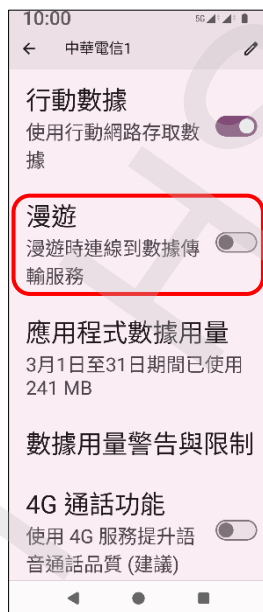 10:00 5G
中華電信1
行動數據
使用行動網路存取數
據
漫遊
漫遊時連線到數據傳
輸服務
應用程式數據用量
3月1日至31日期間已使用
241 MB
數據用量警告與限制
4G 通話功能
使用 4G 服務提升語
音通話品質 (建議)